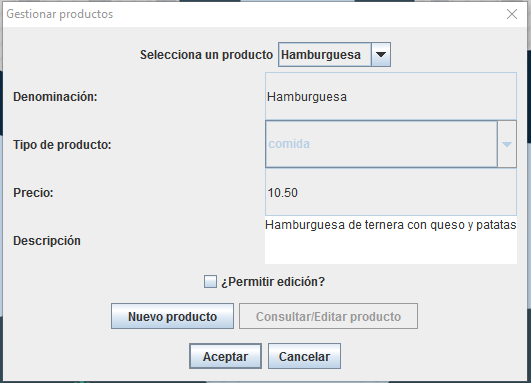 Gestionar productos
Selecciona un producto Hamburguesa
Denominación: Hamburguesa
Tipo de producto: comida
Precio: 10.50
Descripción Hamburguesa de ternera con queso y patatas
¿Permitir edición?
Nuevo producto Consultar/Editar producto
Aceptar Cancelar